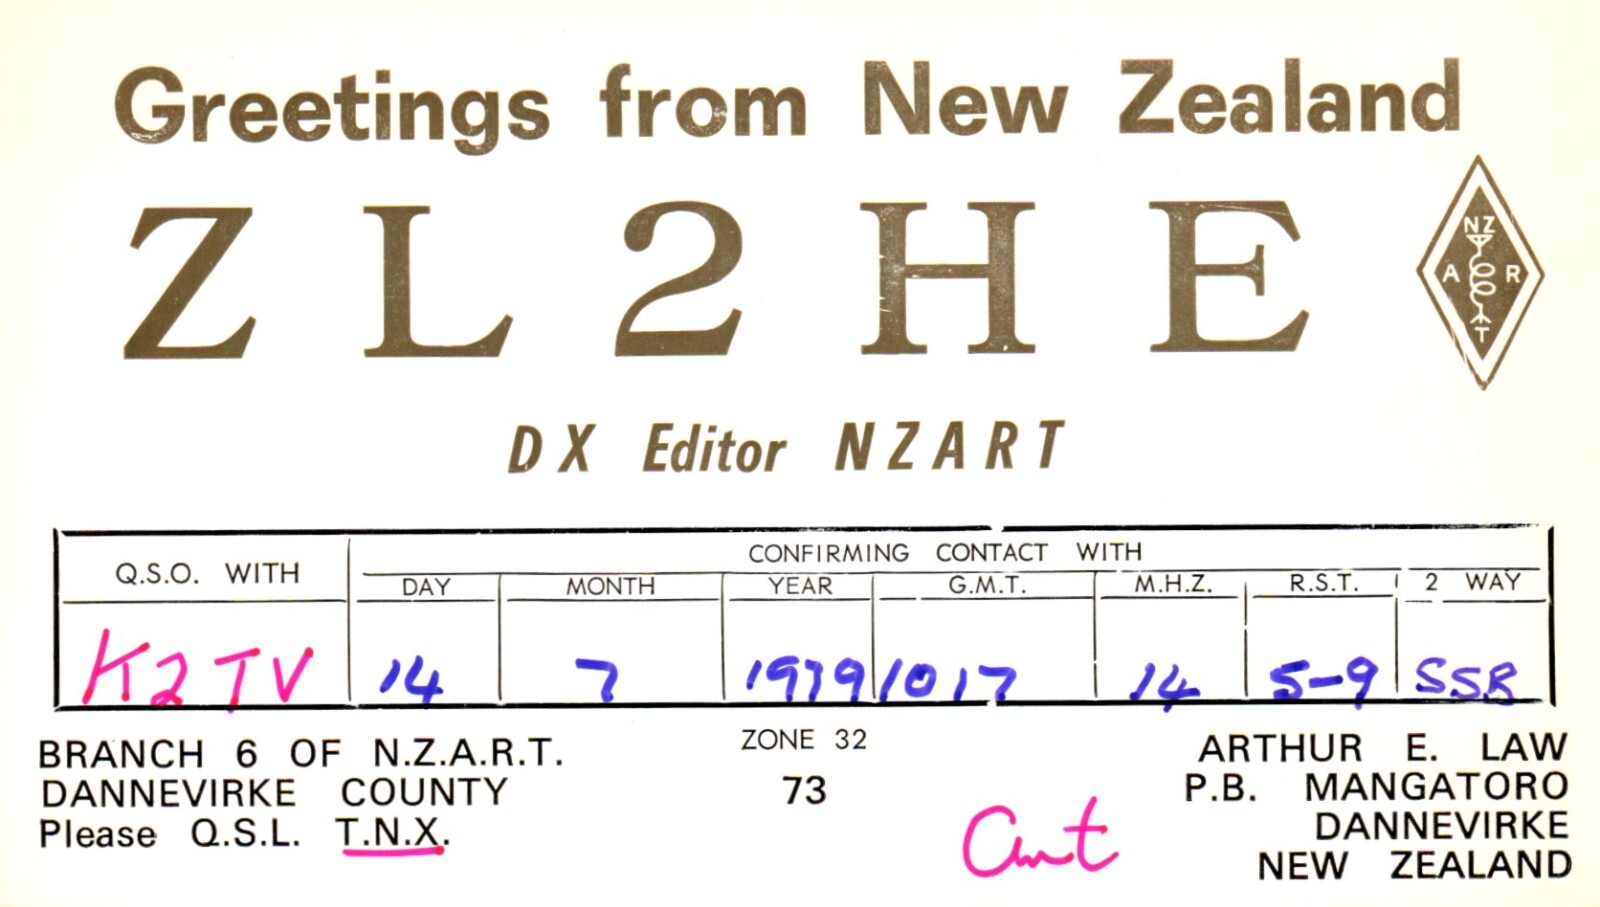 Greetings from New Zealand
ZL2HE
NZ
A R
T
DX Editor NZART
CONFIRMING CONTACT WITH
Q.S.O. WITH DAY MONTH YEAR G.M.T. M.H.Z. R.S.T. 2 WAY
K2TV 14 7 1979 1017 14 5-9 SSB
BRANCH 6 OF N.Z.A.R.T.
DANNEVIRKE COUNTY
Please Q.S.L. T.N.X.
ZONE 32
73
Art
ARTHUR E. LAW
P.B. MANGATORO
DANNEVIRKE
NEW ZEALAND